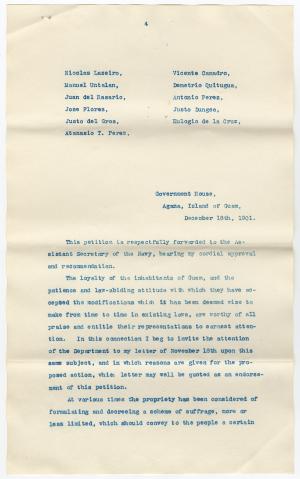 4
Nicolas Lazeiro, Vicente Camadro,
Manuel Untalan, Demetrio Quitugua,
Juan del Rosario, Antonio Perez,
Jose Flores, Justo Dungca,
Justo del Gros, Eulogio de la Cruz,
Atanasio T. Perez,
Government House,
Agana, Island of Guam,
December 18th, 1901.
This petition is respectfully forwarded to the As-
sistant Secretary of the Navy, bearing my cordial approval
and recommendation.
The loyalty of the inhabitants of Guam, and the
patience and law-abiding attitude with which they have ac-
cepted the modifications which it has been deemed wise to
make from time to time in existing laws, are worthy of all
praise and entitle their representations to earnest atten-
tion. In this connection I beg to invite the attention
of the Department to my letter of November 18th upon this
same subject, and in which reasons are given for the pro-
posed action, which letter may well be quoted as an endorse-
ment of this petition.
At various times the propriety has been considered of
formulating and decreeing a scheme of suffrage, more or
less limited, which should convey to the people a certain